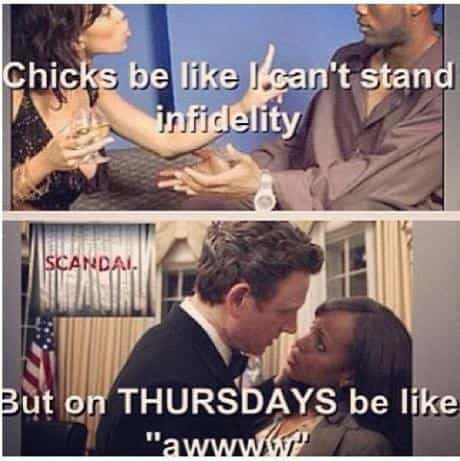 Chicks be like I can't stand
infidelity
SCANDAL
But on THURSDAYS be like
"awwww"